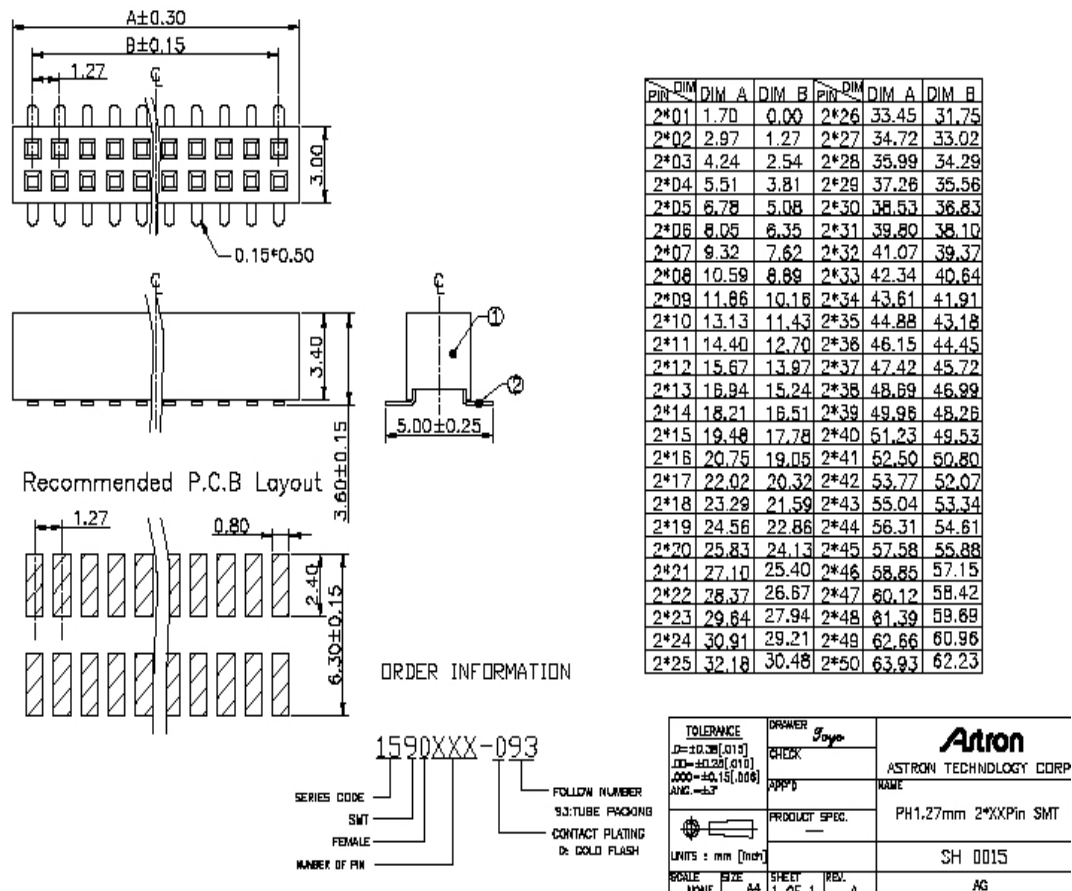 A±0.30
B±0.15
1.27
℄
3.00
0.15*0.50
℄
℄
①
3.40
②
5.00±0.25
3.60±0.15
Recommended P.C.B Layout
1.27
0.80
2.40
6.30±0.15
ORDER INFORMATION
1590XXX-093
SERIES CODE
SMT
FEMALE
NUMBER OF PIN
FOLLOW NUMBER
93:TUBE PACKING
CONTACT PLATING
0: GOLD FLASH
PIN DIM DIM A DIM B PIN DIM DIM A DIM B
2*01 1.70 0.00 2*26 33.45 31.75
2*02 2.97 1.27 2*27 34.72 33.02
2*03 4.24 2.54 2*28 35.99 34.29
2*04 5.51 3.81 2*29 37.26 35.56
2*05 6.78 5.08 2*30 38.53 36.83
2*06 8.05 6.35 2*31 39.80 38.10
2*07 9.32 7.62 2*32 41.07 39.37
2*08 10.59 8.89 2*33 42.34 40.64
2*09 11.86 10.16 2*34 43.61 41.91
2*10 13.13 11.43 2*35 44.88 43.18
2*11 14.40 12.70 2*36 46.15 44.45
2*12 15.67 13.97 2*37 47.42 45.72
2*13 16.94 15.24 2*38 48.69 46.99
2*14 18.21 16.51 2*39 49.96 48.26
2*15 19.48 17.78 2*40 51.23 49.53
2*16 20.75 19.05 2*41 52.50 50.80
2*17 22.02 20.32 2*42 53.77 52.07
2*18 23.29 21.59 2*43 55.04 53.34
2*19 24.56 22.86 2*44 56.31 54.61
2*20 25.83 24.13 2*45 57.58 55.88
2*21 27.10 25.40 2*46 58.85 57.15
2*22 28.37 26.67 2*47 60.12 58.42
2*23 29.64 27.94 2*48 61.39 59.69
2*24 30.91 29.21 2*49 62.66 60.96
2*25 32.18 30.48 2*50 63.93 62.23
TOLERANCE
.0=±0.38[.015]
.00=±0.25[.010]
.000=±0.15[.006]
ANG.=±3°
UNITS : mm [inch]
SCALE NONE
SIZE A4
DRAWER
CHECK
APP'D
PRODUCT SPEC.
SHEET 1 OF 1
REV. A
Astron
ASTRON TECHNOLOGY CORP
NAME
PH1.27mm 2*XXPin SMT
SH 0015
AG